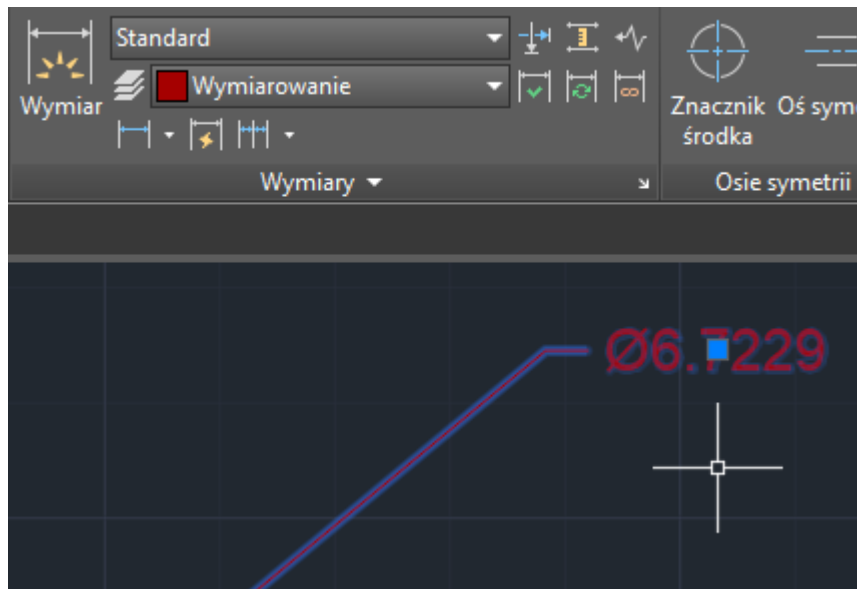 Standard
Wymiarowanie
Wymiar
Znacznik
środka
Oś syme
Wymiary
Osie symetrii
Ø6.7229